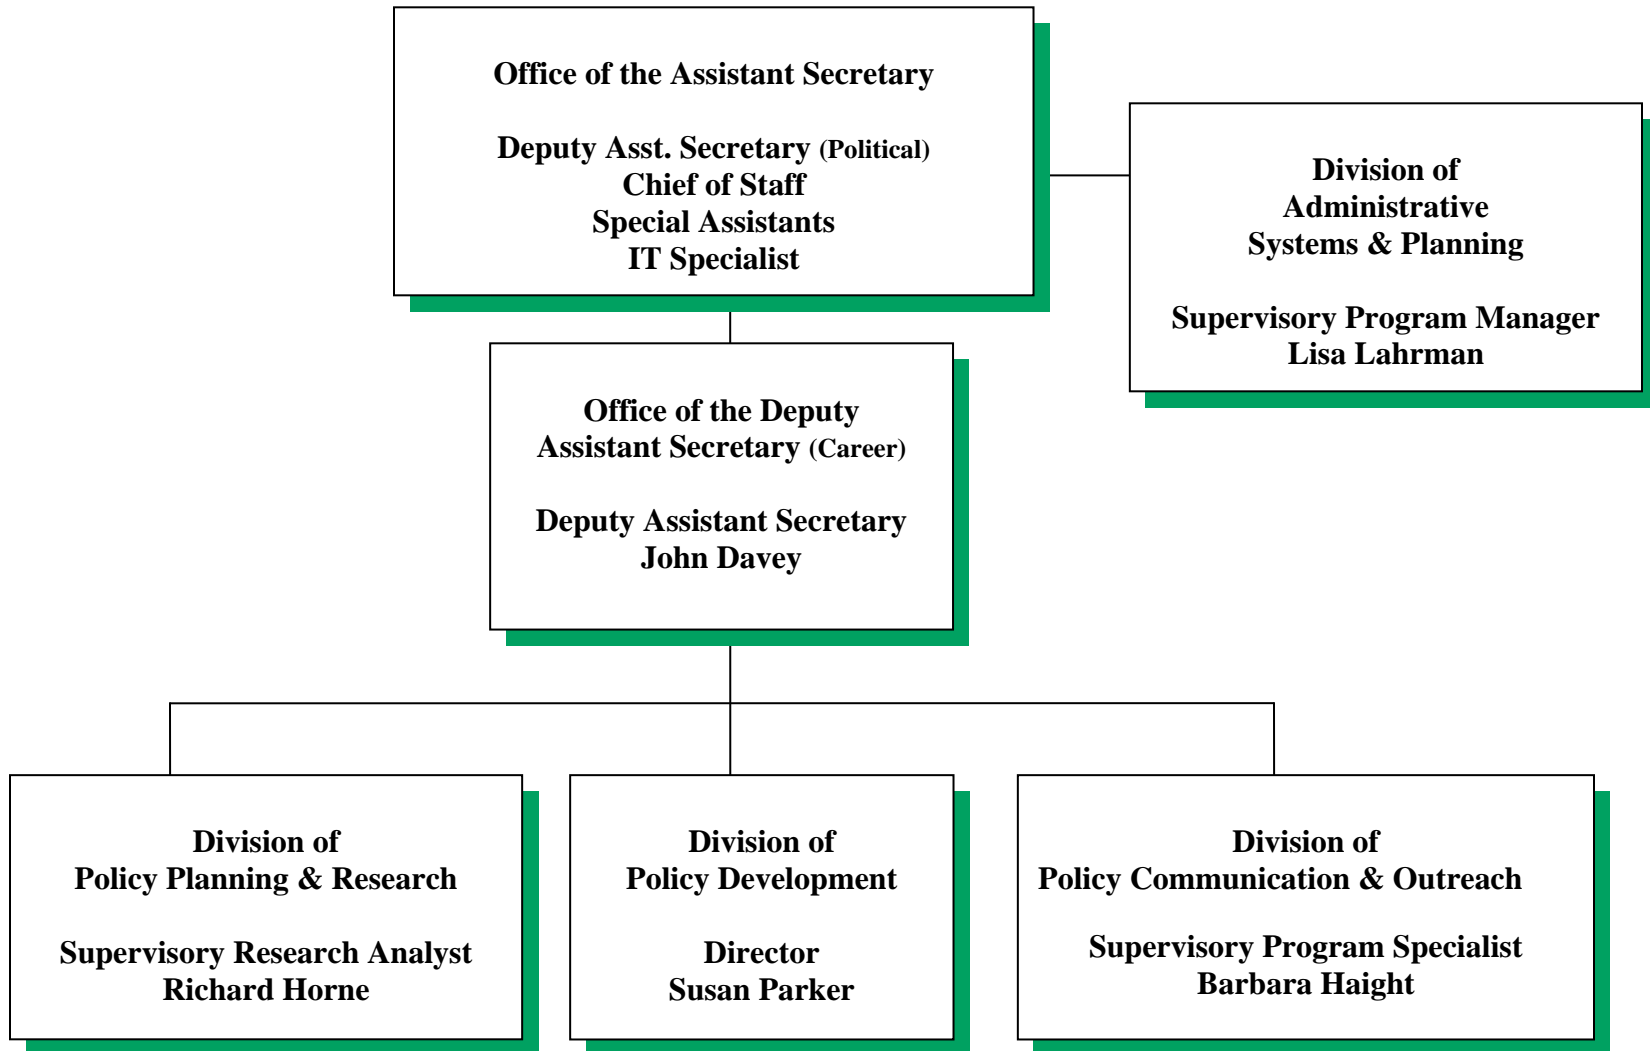 Office of the Assistant Secretary
Deputy Asst. Secretary (Political)
Chief of Staff
Special Assistants
IT Specialist
Division of
Administrative
Systems & Planning
Supervisory Program Manager
Lisa Lahrman
Office of the Deputy
Assistant Secretary (Career)
Deputy Assistant Secretary
John Davey
Division of
Policy Planning & Research
Supervisory Research Analyst
Richard Horne
Division of
Policy Development
Director
Susan Parker
Division of
Policy Communication & Outreach
Supervisory Program Specialist
Barbara Haight